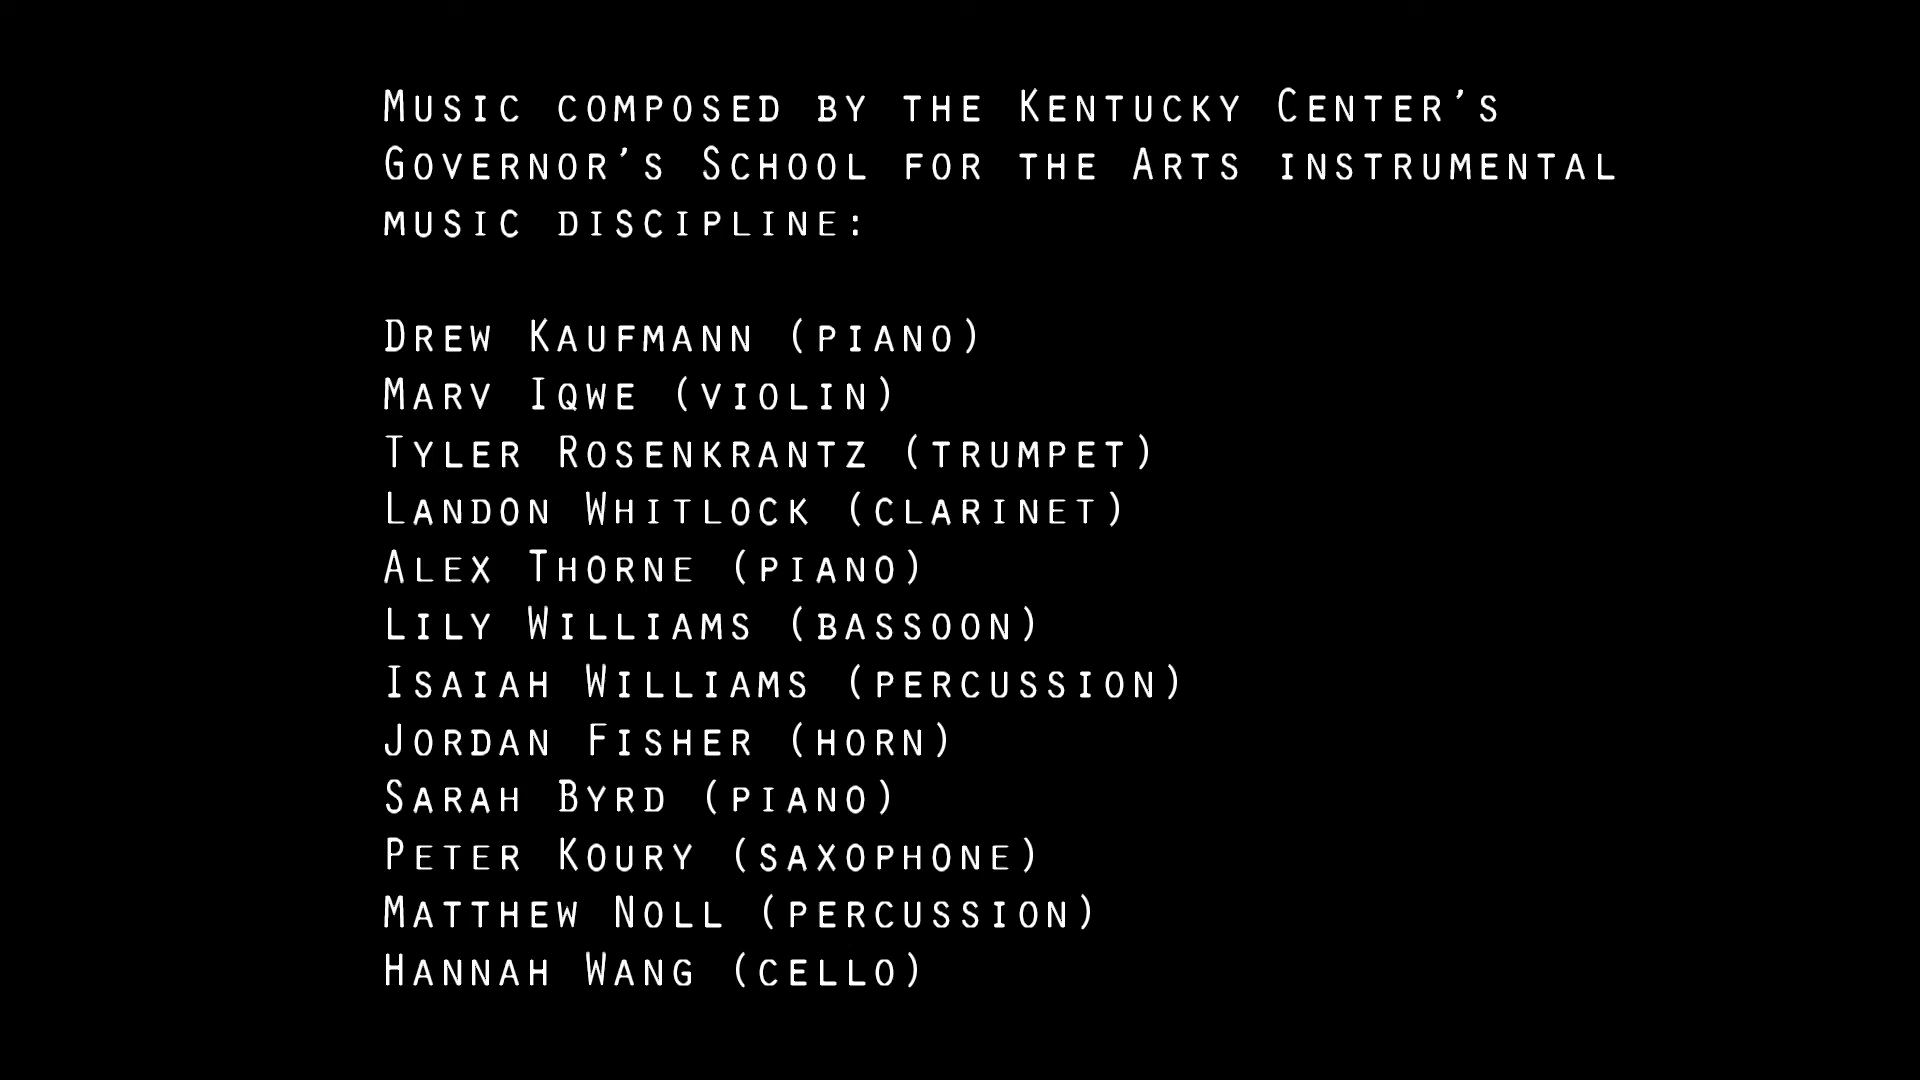 Music composed by the Kentucky Center's
Governor's School for the Arts instrumental
music discipline:
Drew Kaufmann (piano)
Marv Iqwe (violin)
Tyler Rosenkrantz (trumpet)
Landon Whitlock (clarinet)
Alex Thorne (piano)
Lily Williams (bassoon)
Isaiah Williams (percussion)
Jordan Fisher (horn)
Sarah Byrd (piano)
Peter Koury (saxophone)
Matthew Noll (percussion)
Hannah Wang (cello)